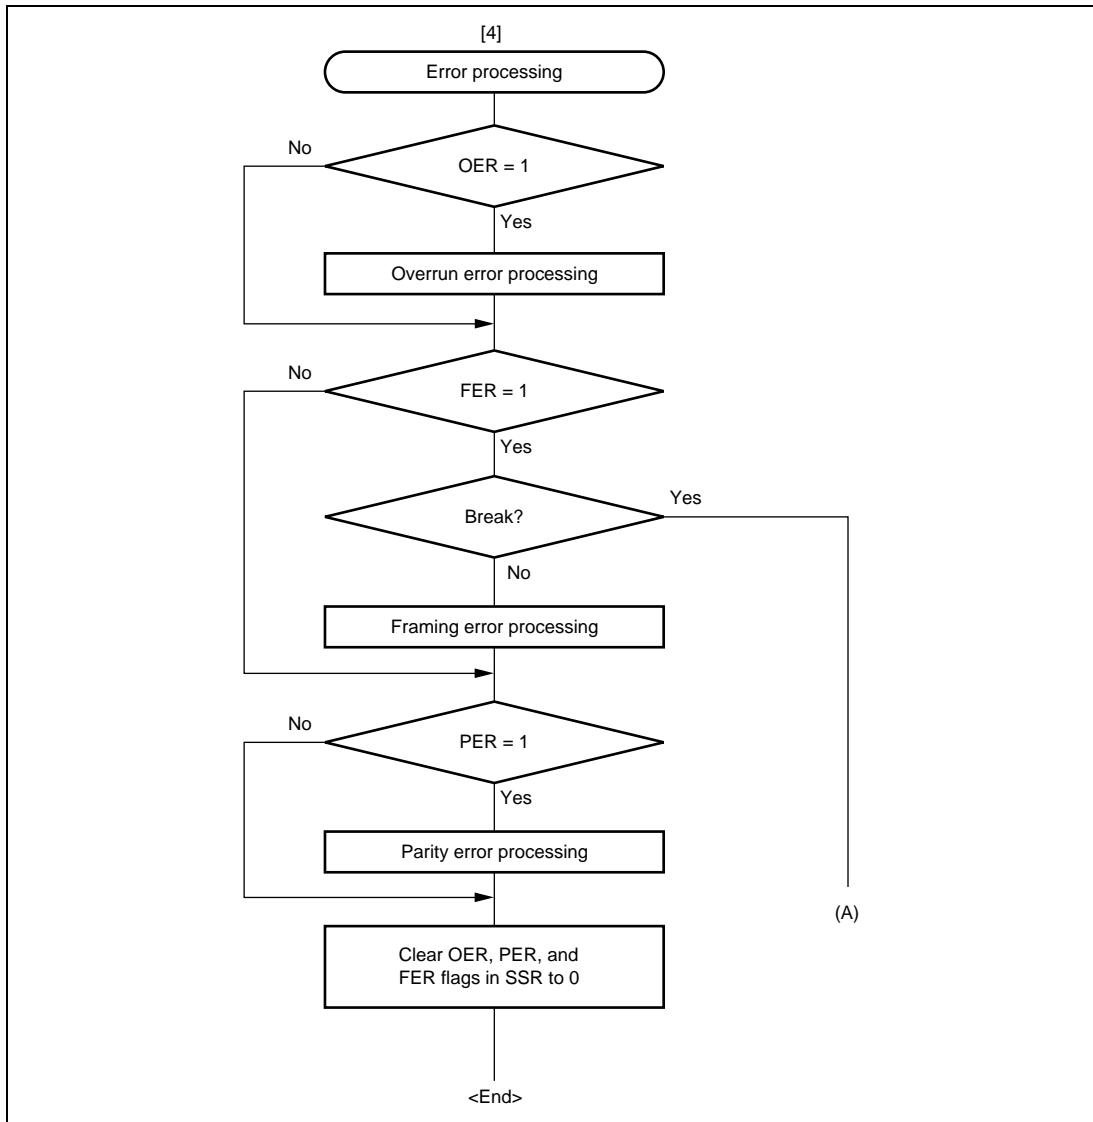 [4]
Error processing
No
OER = 1
Yes
Overrun error processing
No
FER = 1
Yes
Break?
Yes
No
Framing error processing
No
PER = 1
Yes
Parity error processing
(A)
Clear OER, PER, and
FER flags in SSR to 0
<End>